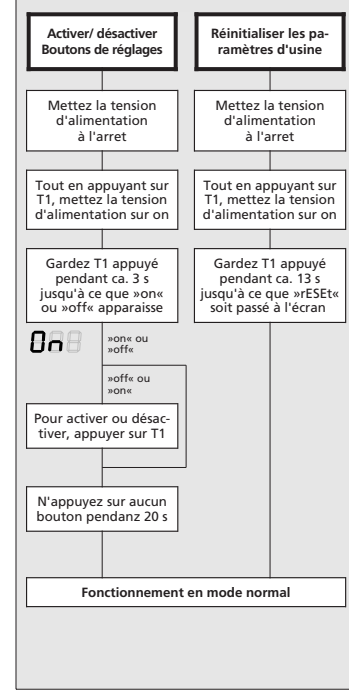 Activer/ désactiver
Boutons de réglages
Mettez la tension
d'alimentation
à l'arret
Tout en appuyant sur
T1, mettez la tension
d'alimentation sur on
Gardez T1 appuyé
pendant ca. 3 s
jusqu'à ce que »on«
ou »off« apparaisse
On
»on« ou
»off«
»off« ou
»on«
Pour activer ou désac-
tiver, appuyer sur T1
N'appuyez sur aucun
bouton pendanz 20 s
Réinitialiser les pa-
ramètres d'usine
Mettez la tension
d'alimentation
à l'arret
Tout en appuyant sur
T1, mettez la tension
d'alimentation sur on
Gardez T1 appuyé
pendant ca. 13 s
jusqu'à ce que »rESEt«
soit passé à l'écran
Fonctionnement en mode normal